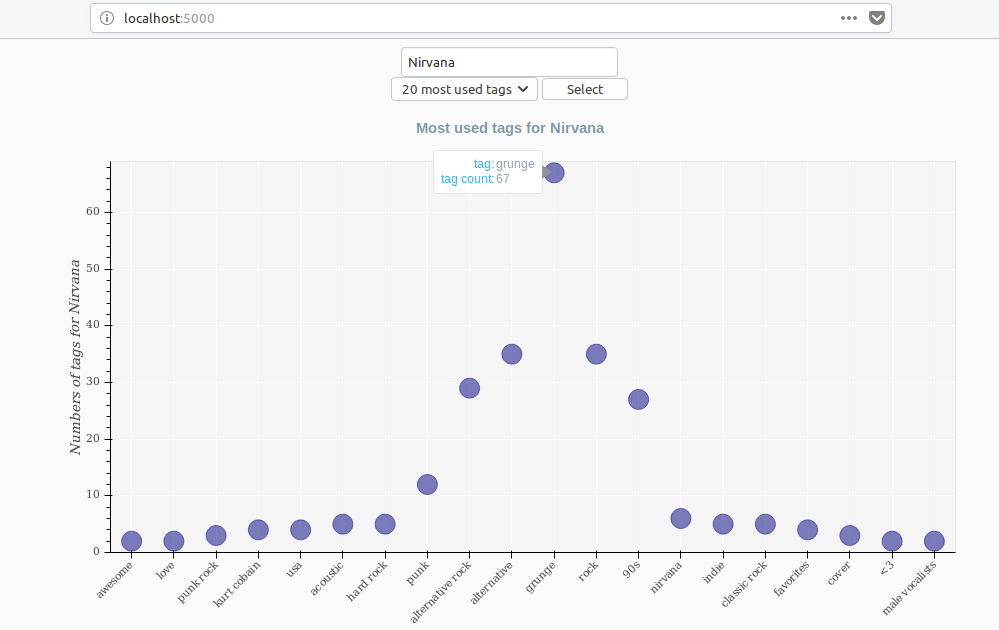 localhost:5000
Nirvana
20 most used tags
Select
Most used tags for Nirvana
tag: grunge
tag count: 67
Numbers of tags for Nirvana
60
50
40
30
20
10
0
awesome
love
punk rock
kurt cobain
usa
acoustic
hard rock
punk
alternative rock
alternative
grunge
rock
90s
nirvana
indie
classic rock
favorites
cover
<3
male vocalists